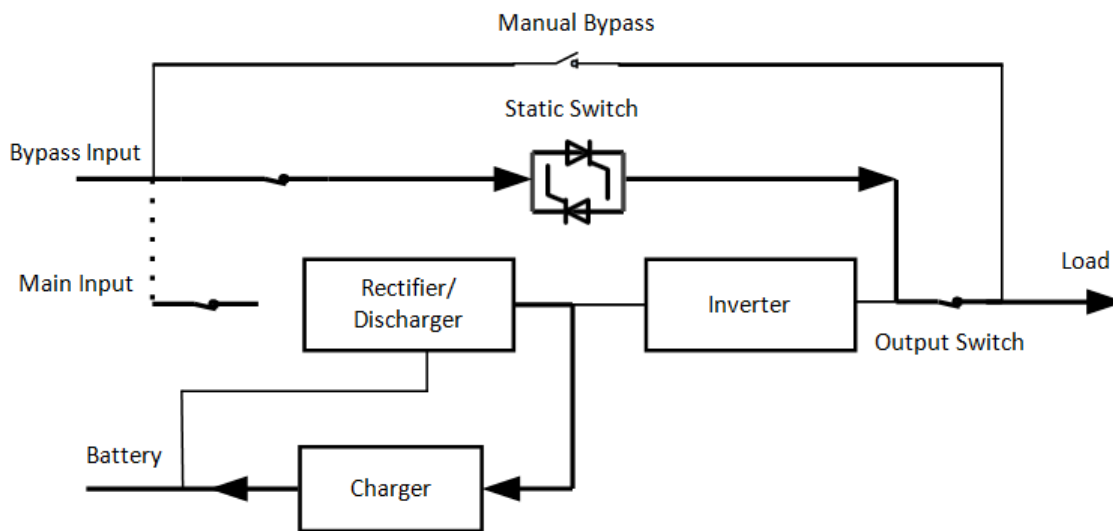 Manual Bypass
Static Switch
Bypass Input
Main Input
Rectifier/
Discharger
Inverter
Load
Output Switch
Battery
Charger